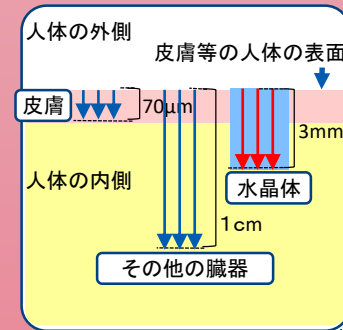 人体の外側
皮膚等の人体の表面
皮膚
70μm
3mm
人体の内側
水晶体
1cm
その他の臓器